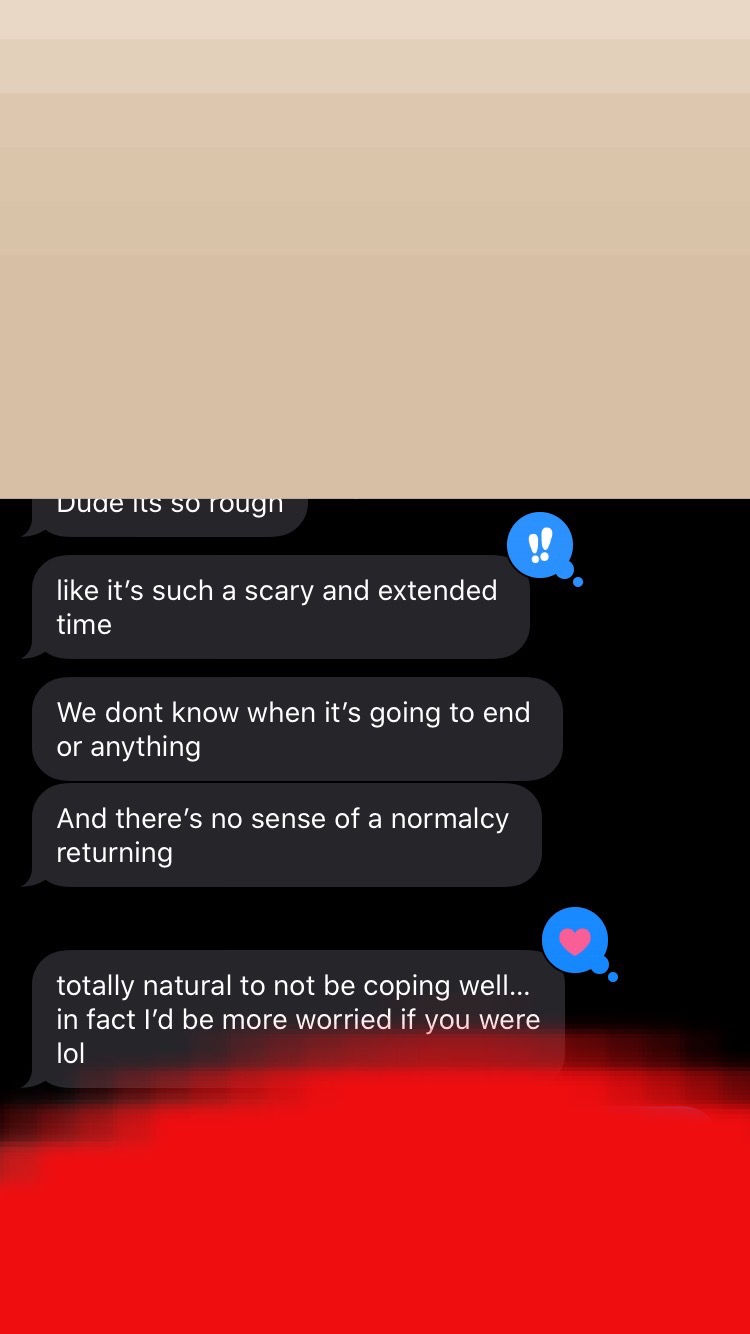 Dude its so rough
like it’s such a scary and extended
time
We dont know when it’s going to end
or anything
And there’s no sense of a normalcy
returning
totally natural to not be coping well...
in fact I’d be more worried if you were
lol